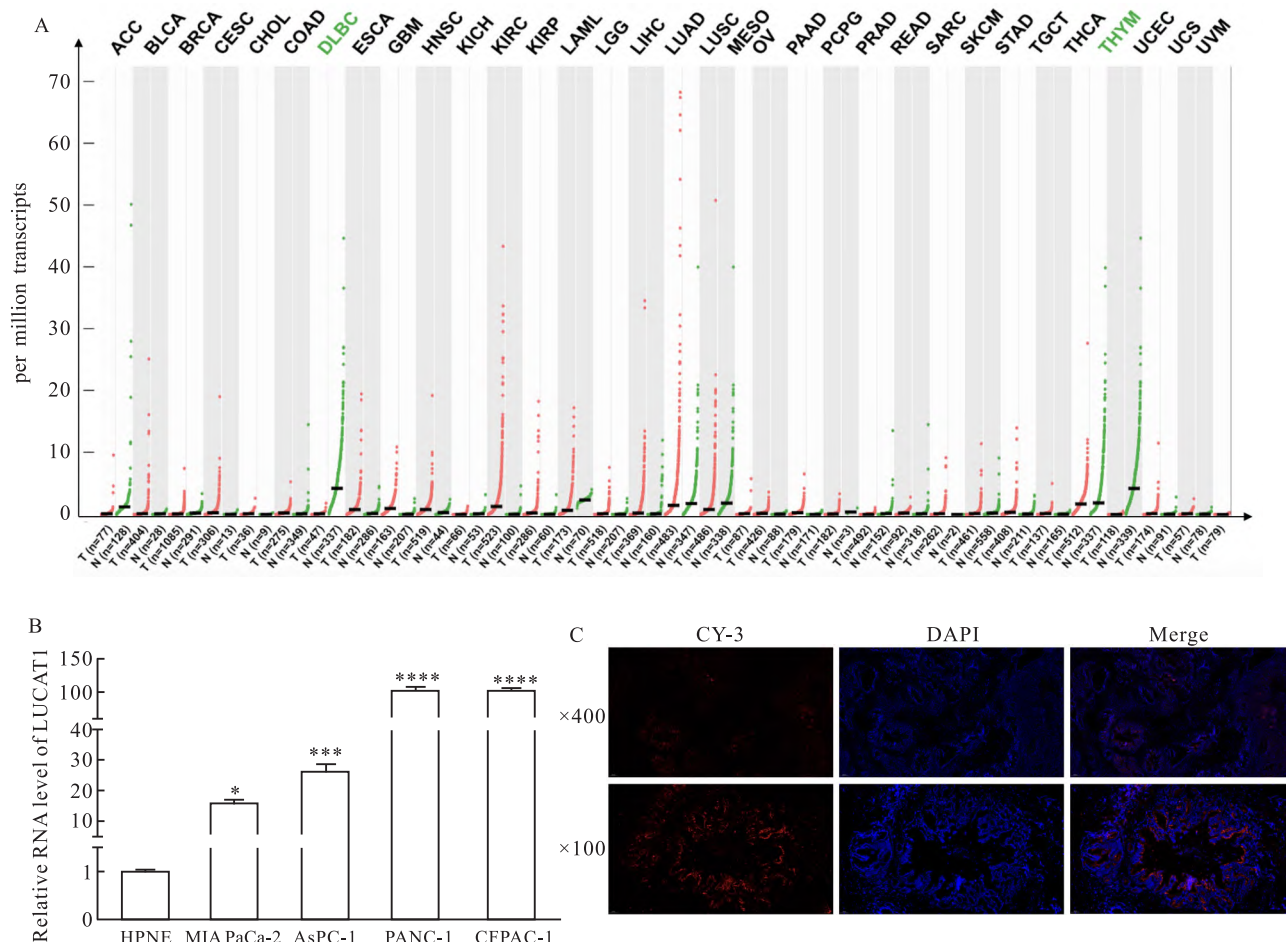 A
ACC BLCA BRCA CESC CHOL COAD DLBC ESCA GBM HNSC KICH KIRC KIRP LAML LGG LIHC LUAD LUSC MESO OV PAAD PCPG PRAD READ SARC SKCM STAD TGCT THCA THYM UCEC UCS UVM
70
60
50
40
30
20
10
0
per million transcripts
T (n=77) N (n=128) T (n=404) N (n=28) T (n=1085) N (n=291) T (n=306) N (n=13) T (n=36) N (n=9) T (n=275) N (n=349) T (n=47) N (n=337) T (n=182) N (n=286) T (n=163) N (n=207) T (n=519) N (n=44) T (n=66) N (n=53) T (n=523) N (n=100) T (n=286) N (n=60) T (n=173) N (n=70) T (n=518) N (n=207) T (n=369) N (n=160) T (n=483) N (n=347) T (n=486) N (n=338) T (n=87) T (n=426) N (n=88) T (n=179) N (n=171) T (n=182) N (n=3) T (n=492) N (n=152) T (n=92) N (n=318) T (n=262) N (n=2) T (n=461) N (n=558) T (n=408) N (n=211) T (n=137) N (n=165) T (n=512) N (n=337) T (n=118) N (n=339) T (n=174) N (n=91) T (n=57) N (n=78) T (n=79)
B
Relative RNA level of LUCAT1
150
100
50
40
30
20
10
1
0
*
***
****
****
HPNE MIA PaCa-2 AsPC-1 PANC-1 CFPAC-1
C
CY-3 DAPI Merge
×400
×100